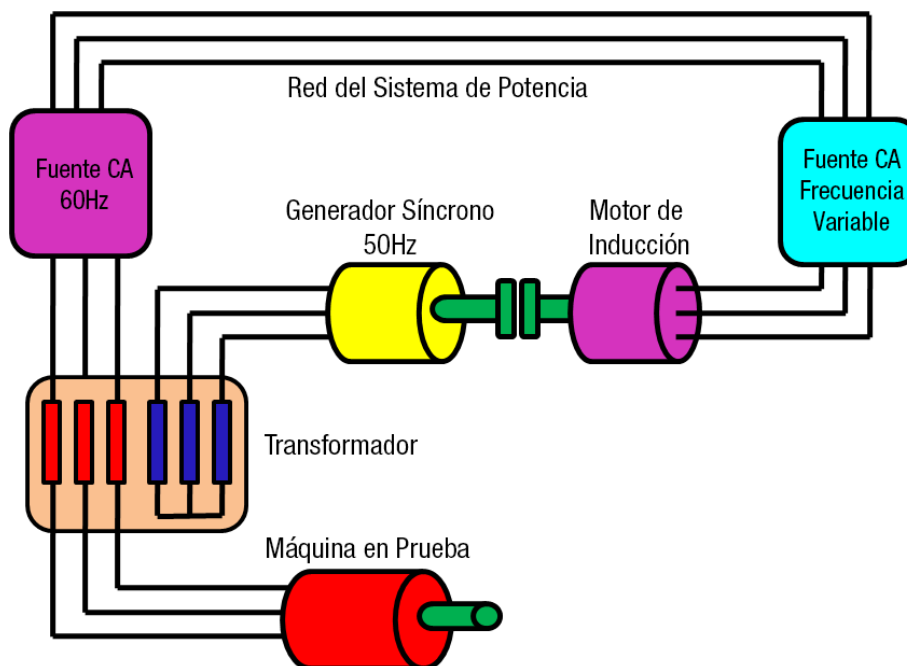 Red del Sistema de Potencia
Fuente CA
60Hz
Fuente CA
Frecuencia
Variable
Generador Síncrono
50Hz
Motor de
Inducción
Transformador
Máquina en Prueba